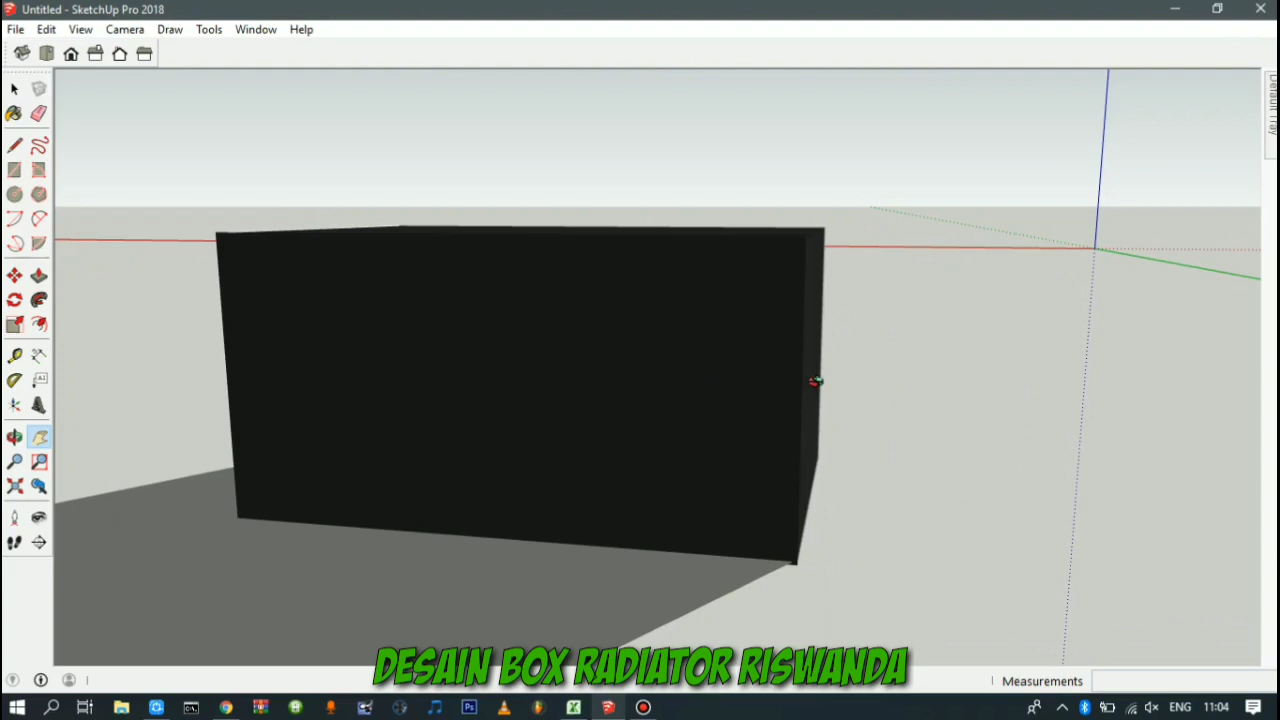 Untitled - SketchUp Pro 2018
File Edit View Camera Draw Tools Window Help
Default Tray
DESAIN BOX RADIATOR RISWANDA
Measurements
ENG 11:04